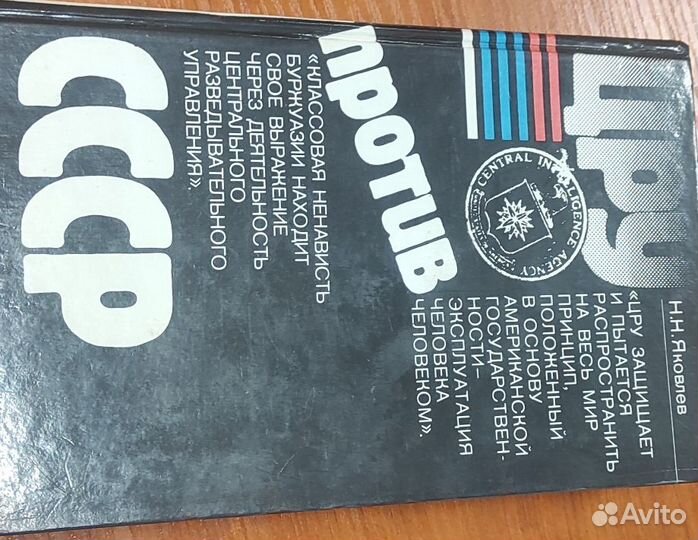 Н.Н.Яковлев
ЦРУ
«ЦРУ ЗАЩИЩАЕТ
И ПЫТАЕТСЯ
РАСПРОСТРАНИТЬ
НА ВЕСЬ МИР
ПРИНЦИП,
ПОЛОЖЕННЫЙ
В ОСНОВУ
АМЕРИКАНСКОЙ
ГОСУДАРСТВЕН-
НОСТИ-
ЭКСПЛУАТАЦИЯ
ЧЕЛОВЕКА
ЧЕЛОВЕКОМ».
CENTRAL INTELLIGENCE AGENCY
против
«КЛАССОВАЯ НЕНАВИСТЬ
БУРЖУАЗИИ НАХОДИТ
СВОЕ ВЫРАЖЕНИЕ
ЧЕРЕЗ ДЕЯТЕЛЬНОСТЬ
ЦЕНТРАЛЬНОГО
РАЗВЕДЫВАТЕЛЬНОГО
УПРАВЛЕНИЯ»
СССР
Avito